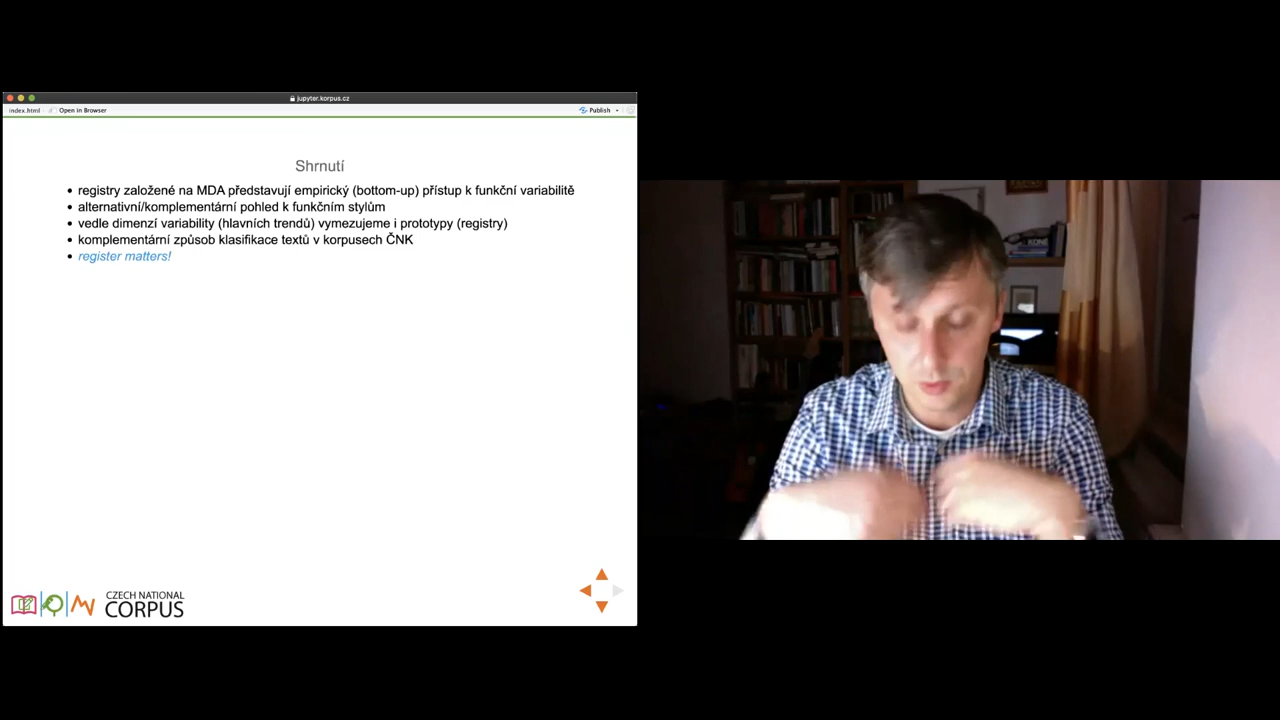 jupyter.korpus.cz
index.html
Open in Browser
Publish
Shrnutí
• registry založené na MDA představují empirický (bottom-up) přístup k funkční variabilitě
• alternativní/komplementární pohled k funkčním stylům
• vedle dimenzí variability (hlavních trendů) vymezujeme i prototypy (registry)
• komplementární způsob klasifikace textů v korpusech ČNK
• register matters!
CZECH NATIONAL
CORPUS